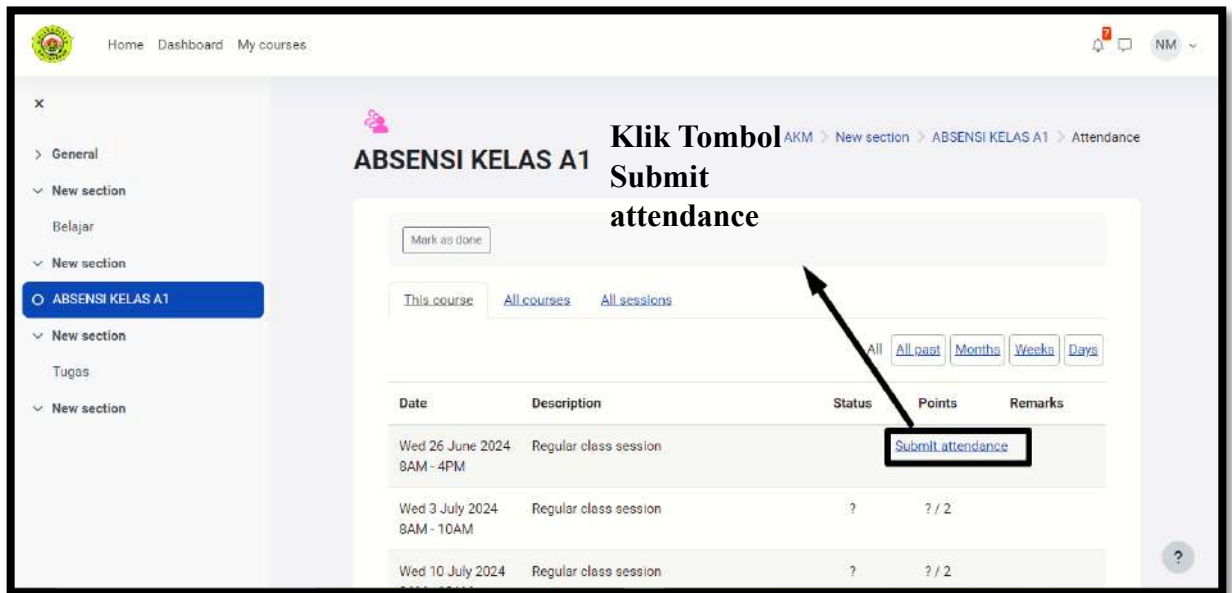 Home Dashboard My courses
7
NM
×
General
New section
Belajar
New section
ABSENSI KELAS A1
New section
Tugas
New section
AKM > New section > ABSENSI KELAS A1 > Attendance
ABSENSI KELAS A1
Klik Tombol
Submit
attendance
Mark as done
This course All courses All sessions
All All past Months Weeks Days
Date Description Status Points Remarks
Wed 26 June 2024 Regular class session Submit attendance
8AM - 4PM
Wed 3 July 2024 Regular class session ? ? / 2
8AM - 10AM
Wed 10 July 2024 Regular class session ? ? / 2
?